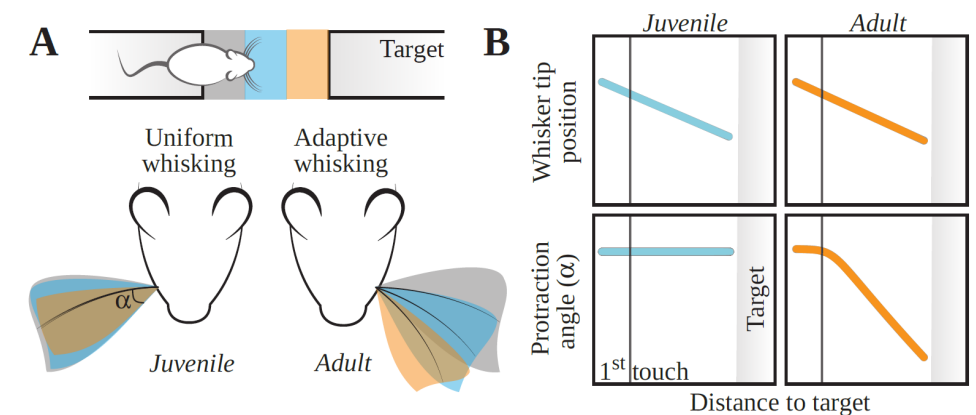 A
Target
Uniform
whisking
Adaptive
whisking
α
Juvenile
Adult
B
Juvenile
Adult
Whisker tip
position
Protraction
angle (α)
1st touch
Target
Distance to target